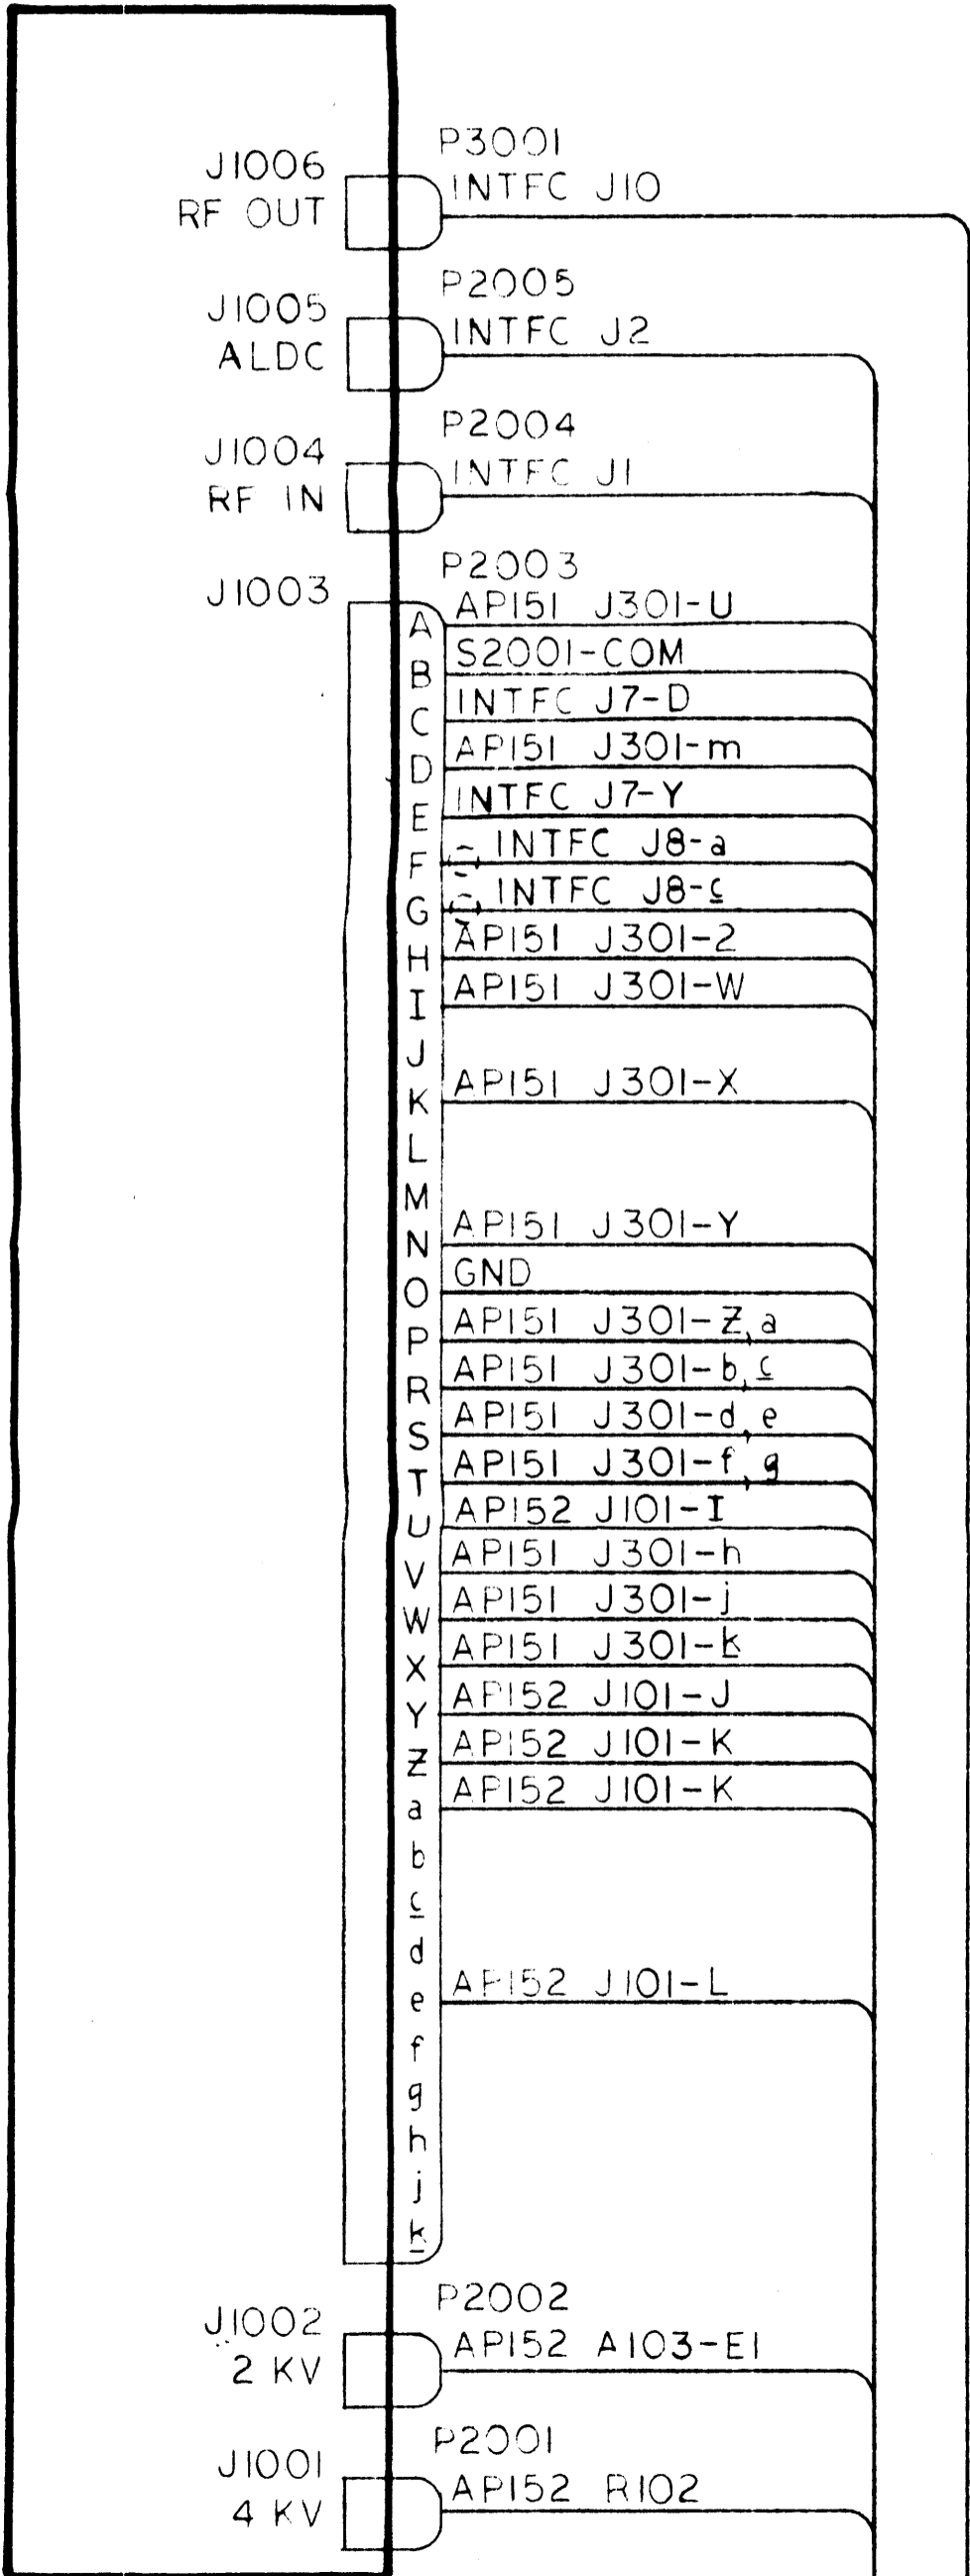 P3001
J1006
INTFC J10
RF OUT
P2005
J1005
INTFC J2
ALDC
P2004
J1004
INTFC J1
RF IN
P2003
J1003
A AP151 J301-U
B S2001-COM
C INTFC J7-D
D AP151 J301-m
E INTFC J7-Y
F INTFC J8-a
G INTFC J8-c
H AP151 J301-2
I AP151 J301-W
J
K AP151 J301-X
L
M
N AP151 J301-Y
O GND
P AP151 J301-Z,a
R AP151 J301-b,c
S AP151 J301-d,e
T AP151 J301-f,g
U AP152 J101-I
V AP151 J301-h
W AP151 J301-j
X AP151 J301-k
Y AP152 J101-J
Z AP152 J101-K
a AP152 J101-K
b
c
d
e AP152 J101-L
f
g
h
j
k
P2002
J1002
AP152 A103-E1
2 KV
P2001
J1001
AP152 R102
4 KV